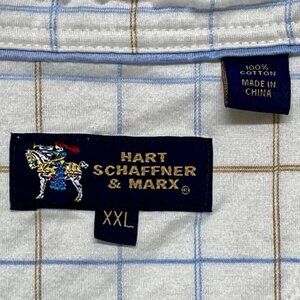 100%
COTTON
MADE IN
CHINA
HART
SCHAFFNER
& MARX®
XXL